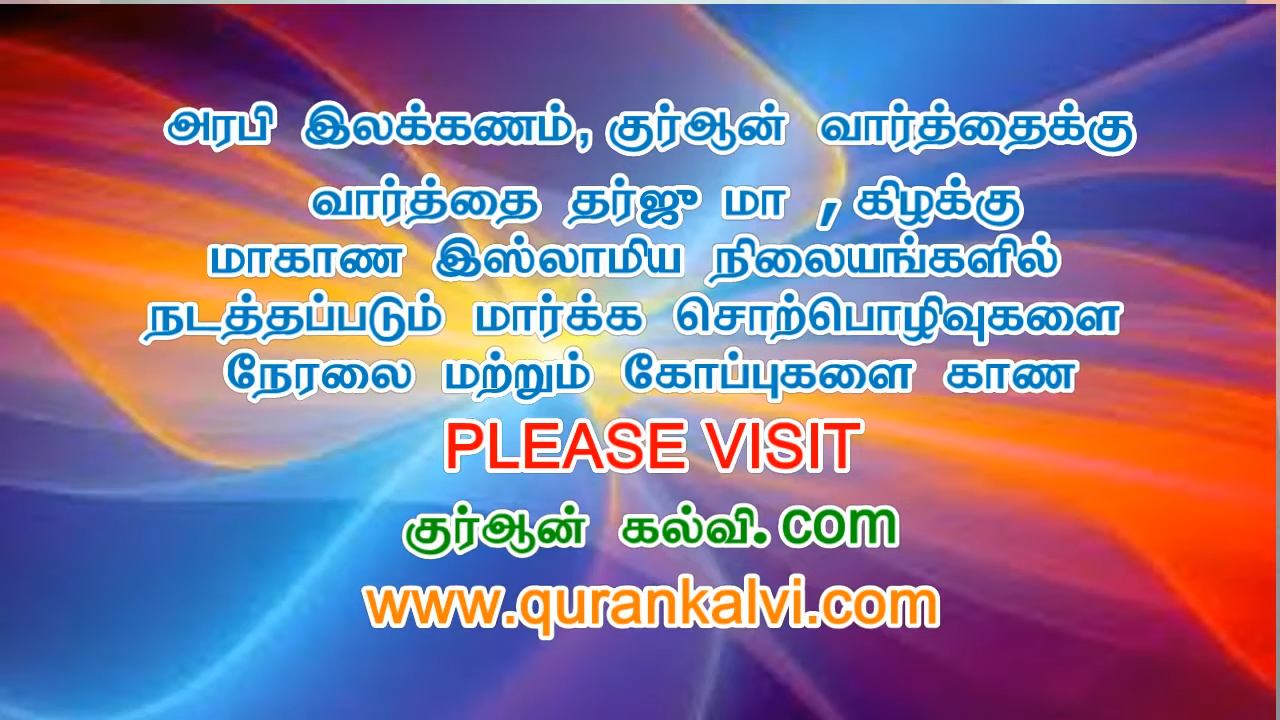 அரபி இலக்கணம், குர்ஆன் வார்த்தைக்கு
வார்த்தை தர்ஜு மா , கிழக்கு
மாகாண இஸ்லாமிய நிலையங்களில்
நடத்தப்படும் மார்க்க சொற்பொழிவுகளை
நேரலை மற்றும் கோப்புகளை காண
PLEASE VISIT
குர்ஆன் கல்வி.com
www.qurankalvi.com